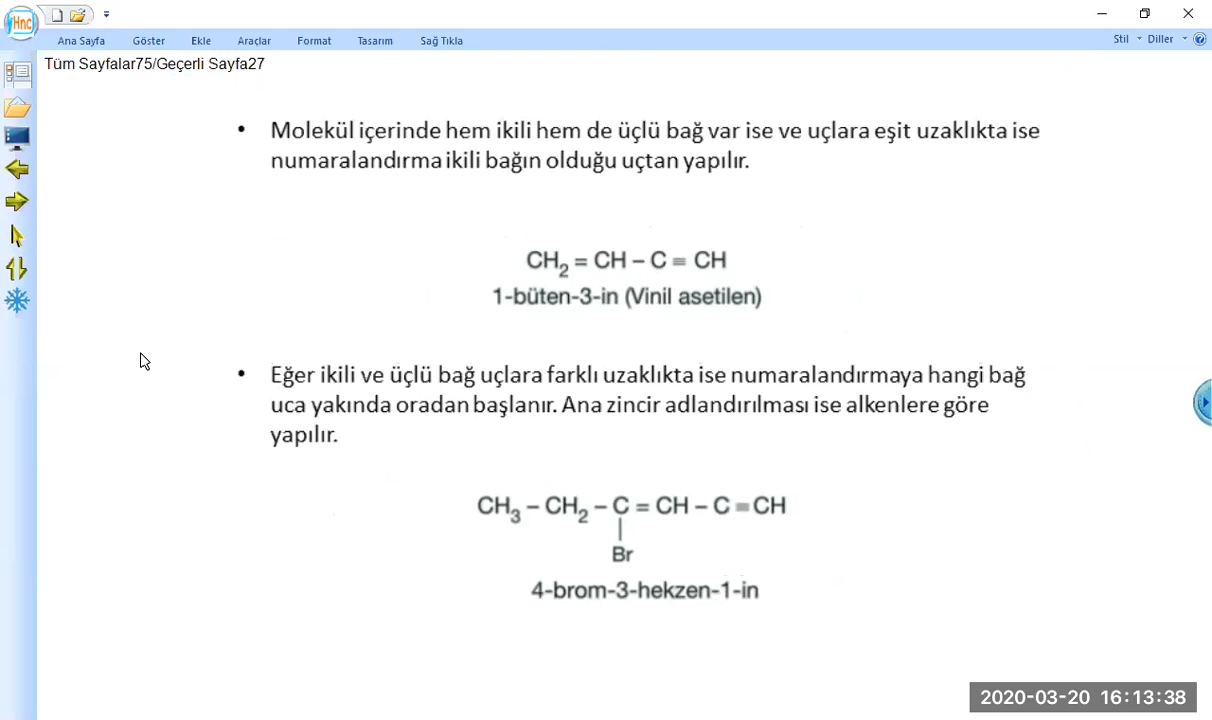 Hnc
Ana Sayfa Göster Ekle Araçlar Format Tasarım Sağ Tıkla Stil Diller
Tüm Sayfalar75/Geçerli Sayfa27
• Molekül içerinde hem ikili hem de üçlü bağ var ise ve uçlara eşit uzaklıkta ise
numaralandırma ikili bağın olduğu uçtan yapılır.
CH₂ = CH – C ≡ CH
1-büten-3-in (Vinil asetilen)
• Eğer ikili ve üçlü bağ uçlara farklı uzaklıkta ise numaralandırmaya hangi bağ
uca yakında oradan başlanır. Ana zincir adlandırılması ise alkenlere göre
yapılır.
CH₃ – CH₂ – C = CH – C ≡ CH
|
Br
4-brom-3-hekzen-1-in
2020-03-20 16:13:38